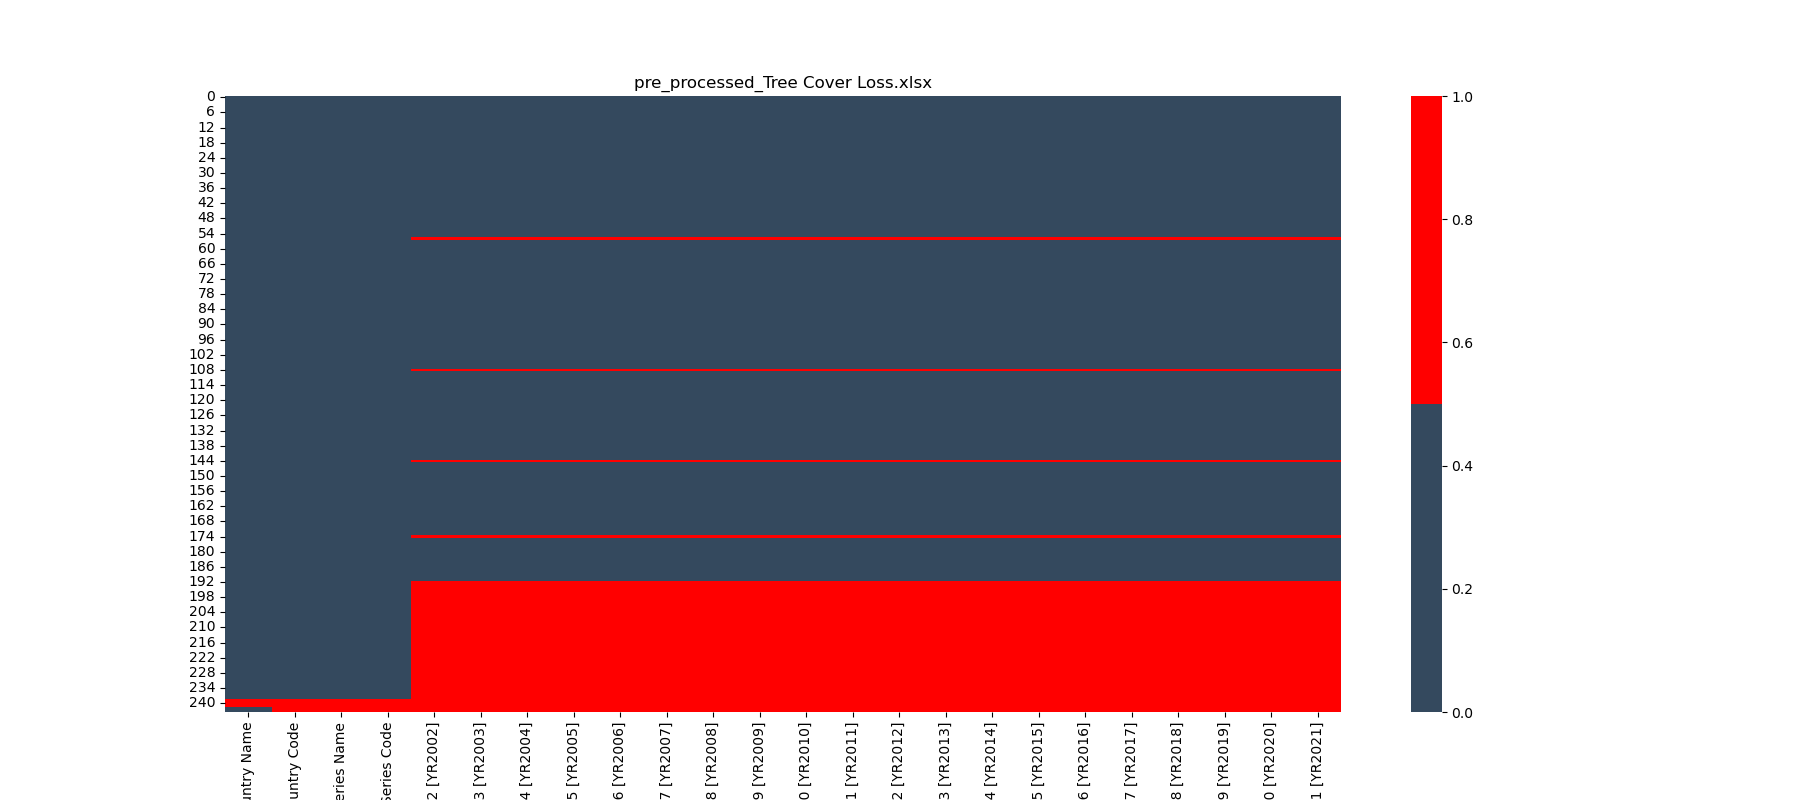 pre_processed_Tree Cover Loss.xlsx
0
6
12
18
24
30
36
42
48
54
60
66
72
78
84
90
96
102
108
114
120
126
132
138
144
150
156
162
168
174
180
186
192
198
204
210
216
222
228
234
240
untry Name
untry Code
eries Name
Series Code
2 [YR2002]
3 [YR2003]
4 [YR2004]
5 [YR2005]
6 [YR2006]
7 [YR2007]
8 [YR2008]
9 [YR2009]
0 [YR2010]
1 [YR2011]
2 [YR2012]
3 [YR2013]
4 [YR2014]
5 [YR2015]
6 [YR2016]
7 [YR2017]
8 [YR2018]
9 [YR2019]
0 [YR2020]
1 [YR2021]
1.0
0.8
0.6
0.4
0.2
0.0